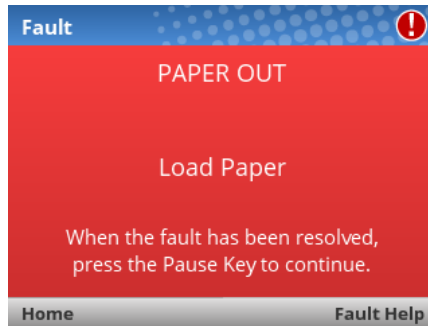 Fault
PAPER OUT
Load Paper
When the fault has been resolved,
press the Pause Key to continue.
Home
Fault Help